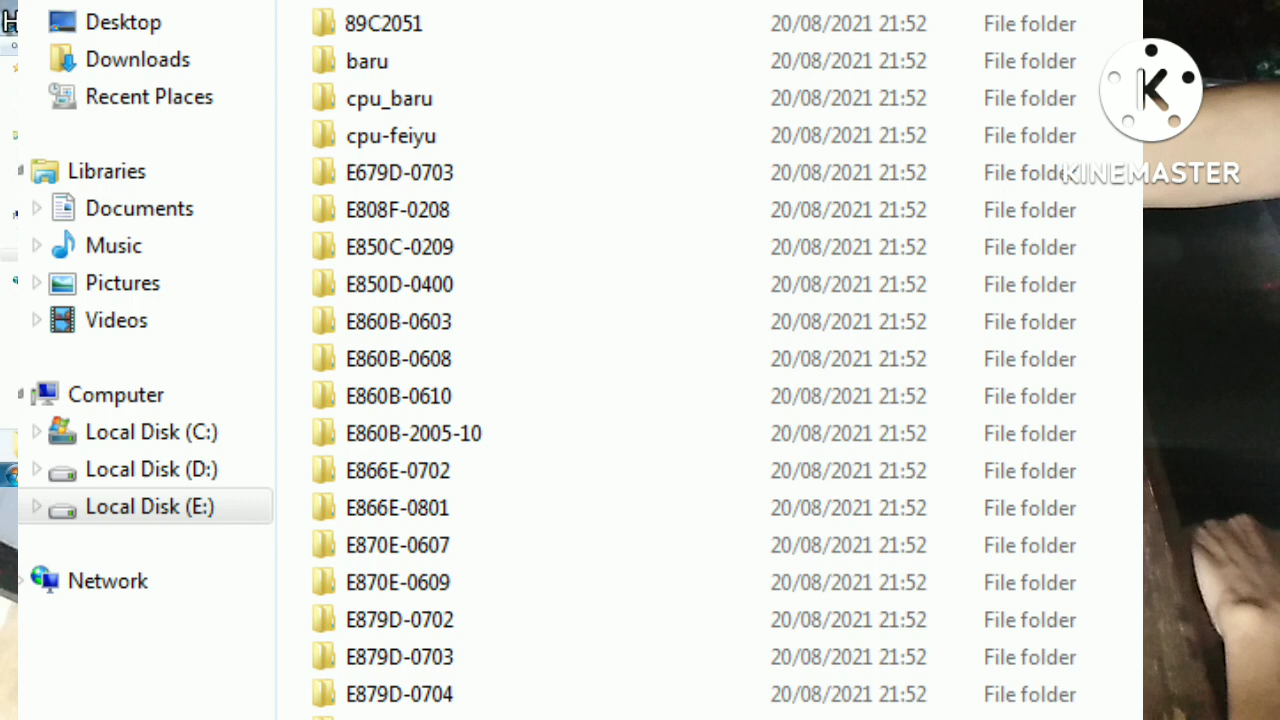 H
Desktop
Downloads
Recent Places
Libraries
Documents
Music
Pictures
Videos
Computer
Local Disk (C:)
Local Disk (D:)
Local Disk (E:)
Network
89C2051 20/08/2021 21:52 File folder
baru 20/08/2021 21:52 File folder
cpu_baru 20/08/2021 21:52 File folder
cpu-feiyu 20/08/2021 21:52 File folder
E679D-0703 20/08/2021 21:52 File folder
E808F-0208 20/08/2021 21:52 File folder
E850C-0209 20/08/2021 21:52 File folder
E850D-0400 20/08/2021 21:52 File folder
E860B-0603 20/08/2021 21:52 File folder
E860B-0608 20/08/2021 21:52 File folder
E860B-0610 20/08/2021 21:52 File folder
E860B-2005-10 20/08/2021 21:52 File folder
E866E-0702 20/08/2021 21:52 File folder
E866E-0801 20/08/2021 21:52 File folder
E870E-0607 20/08/2021 21:52 File folder
E870E-0609 20/08/2021 21:52 File folder
E879D-0702 20/08/2021 21:52 File folder
E879D-0703 20/08/2021 21:52 File folder
E879D-0704 20/08/2021 21:52 File folder
K
KINEMASTER